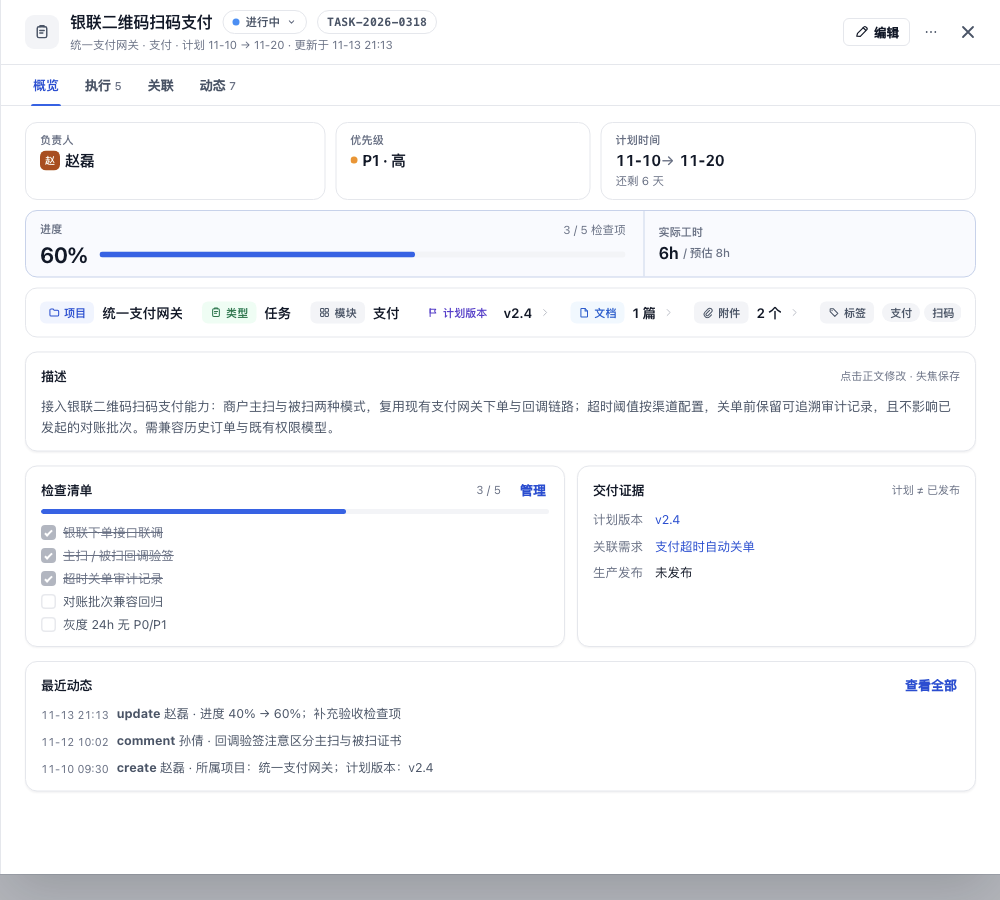 银联二维码扫码支付 进行中 TASK-2026-0318 编辑 ...
统一支付网关 · 支付 · 计划 11-10 → 11-20 · 更新于 11-13 21:13
概览 执行 5 关联 动态 7
负责人 优先级 计划时间
赵 赵磊 P1 · 高 11-10→ 11-20
还剩 6 天
进度 3 / 5 检查项 实际工时
60% 6h / 预估 8h
项目 统一支付网关 类型 任务 模块 支付 计划版本 v2.4 文档 1 篇 附件 2 个 标签 支付 扫码
描述 点击正文修改 · 失焦保存
接入银联二维码扫码支付能力：商户主扫与被扫两种模式，复用现有支付网关下单与回调链路；超时阈值按渠道配置，关单前保留可追溯审计记录，且不影响已
发起的对账批次。需兼容历史订单与既有权限模型。
检查清单 3 / 5 管理
银联下单接口联调
主扫 / 被扫回调验签
超时关单审计记录
对账批次兼容回归
灰度 24h 无 P0/P1
交付证据 计划 ≠ 已发布
计划版本 v2.4
关联需求 支付超时自动关单
生产发布 未发布
最近动态 查看全部
11-13 21:13 update 赵磊 · 进度 40% → 60%；补充验收检查项
11-12 10:02 comment 孙倩 · 回调验签注意区分主扫与被扫证书
11-10 09:30 create 赵磊 · 所属项目：统一支付网关；计划版本：v2.4